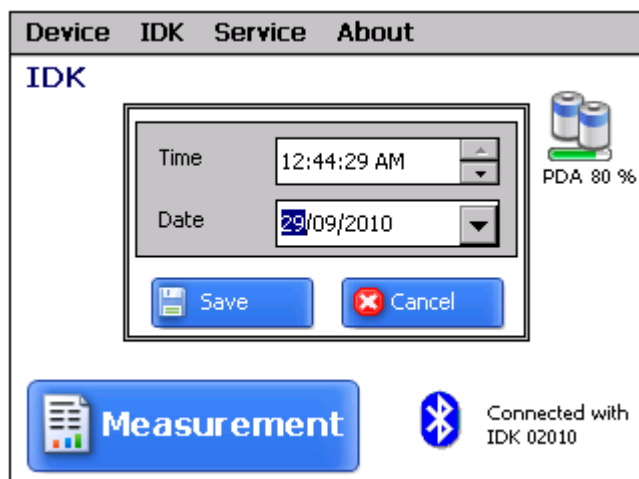 Device IDK Service About
IDK
Time 12:44:29 AM
PDA 80 %
Date 29/09/2010
Save Cancel
Measurement
Connected with
IDK 02010